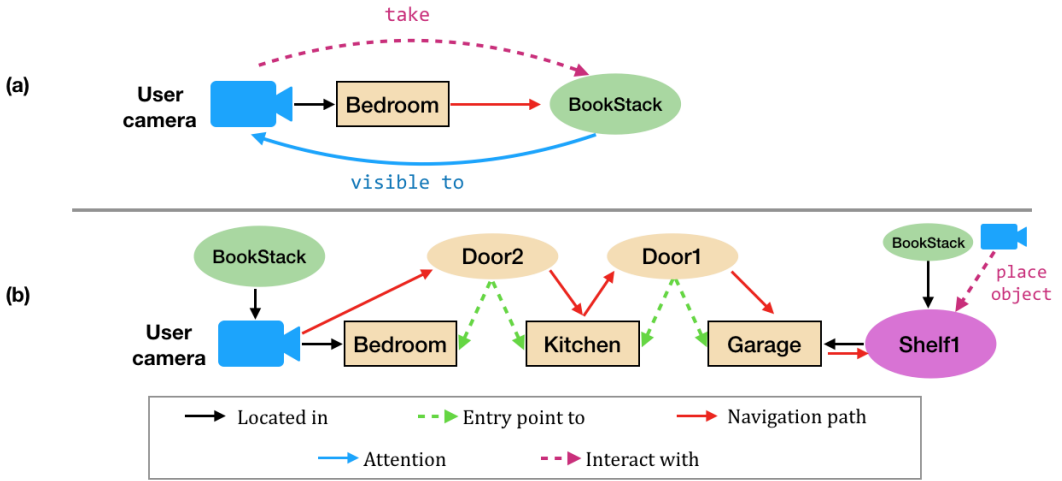 take
(a)
User
camera
Bedroom
BookStack
visible to
BookStack
Door2
Door1
BookStack
place
object
(b)
User
camera
Bedroom
Kitchen
Garage
Shelf1
Located in
Entry point to
Navigation path
Attention
Interact with